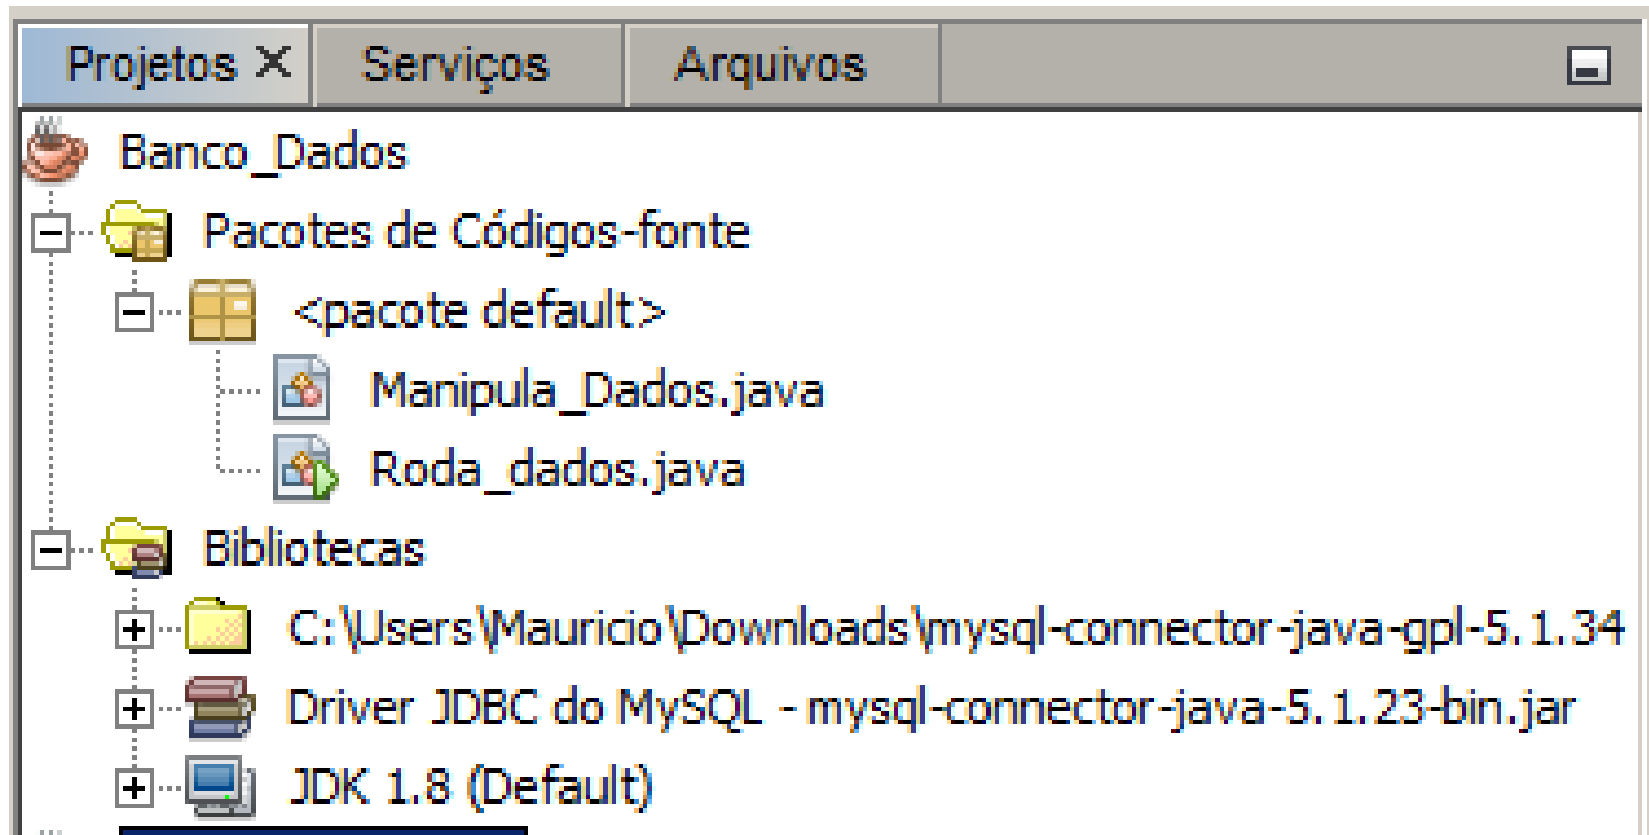 Projetos Serviços Arquivos
Banco_Dados
Pacotes de Códigos-fonte
<pacote default>
Manipula_Dados.java
Roda_dados.java
Bibliotecas
C:\Users\Mauricio\Downloads\mysql-connector-java-gpl-5.1.34
Driver JDBC do MySQL - mysql-connector-java-5.1.23-bin.jar
JDK 1.8 (Default)